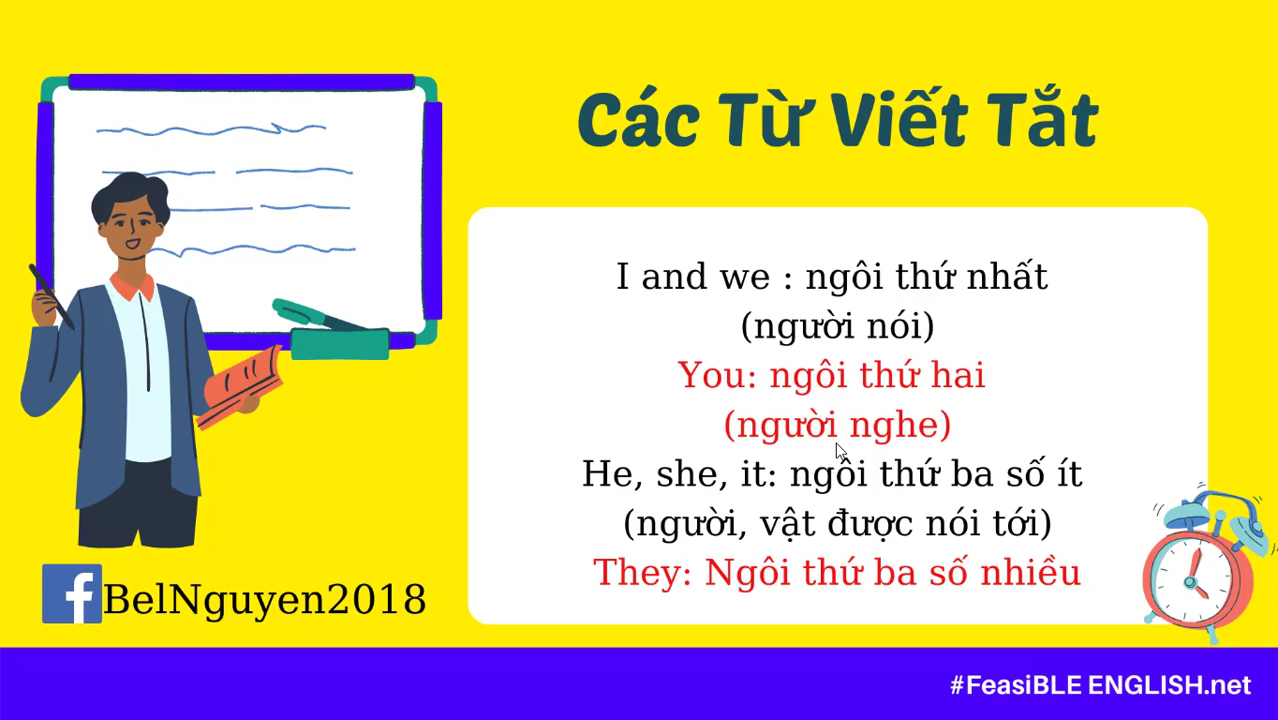 Các Từ Viết Tắt
I and we : ngôi thứ nhất
(người nói)
You: ngôi thứ hai
(người nghe)
He, she, it: ngôi thứ ba số ít
(người, vật được nói tới)
They: Ngôi thứ ba số nhiều
f BelNguyen2018
#FeasiBLE ENGLISH.net